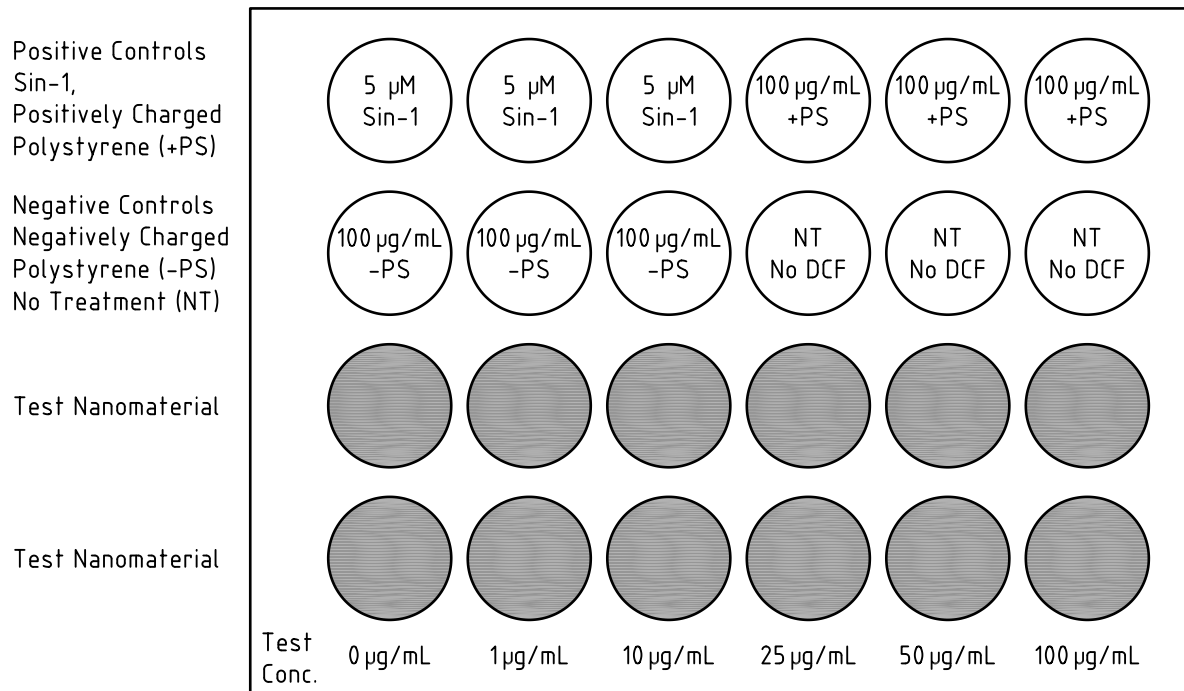 Positive Controls
Sin-1,
Positively Charged
Polystyrene (+PS)
5 µM
Sin-1
5 µM
Sin-1
5 µM
Sin-1
100 µg/mL
+PS
100 µg/mL
+PS
100 µg/mL
+PS
Negative Controls
Negatively Charged
Polystyrene (-PS)
No Treatment (NT)
100 µg/mL
-PS
100 µg/mL
-PS
100 µg/mL
-PS
NT
No DCF
NT
No DCF
NT
No DCF
Test Nanomaterial
Test Nanomaterial
Test
Conc.
0 µg/mL
1 µg/mL
10 µg/mL
25 µg/mL
50 µg/mL
100 µg/mL